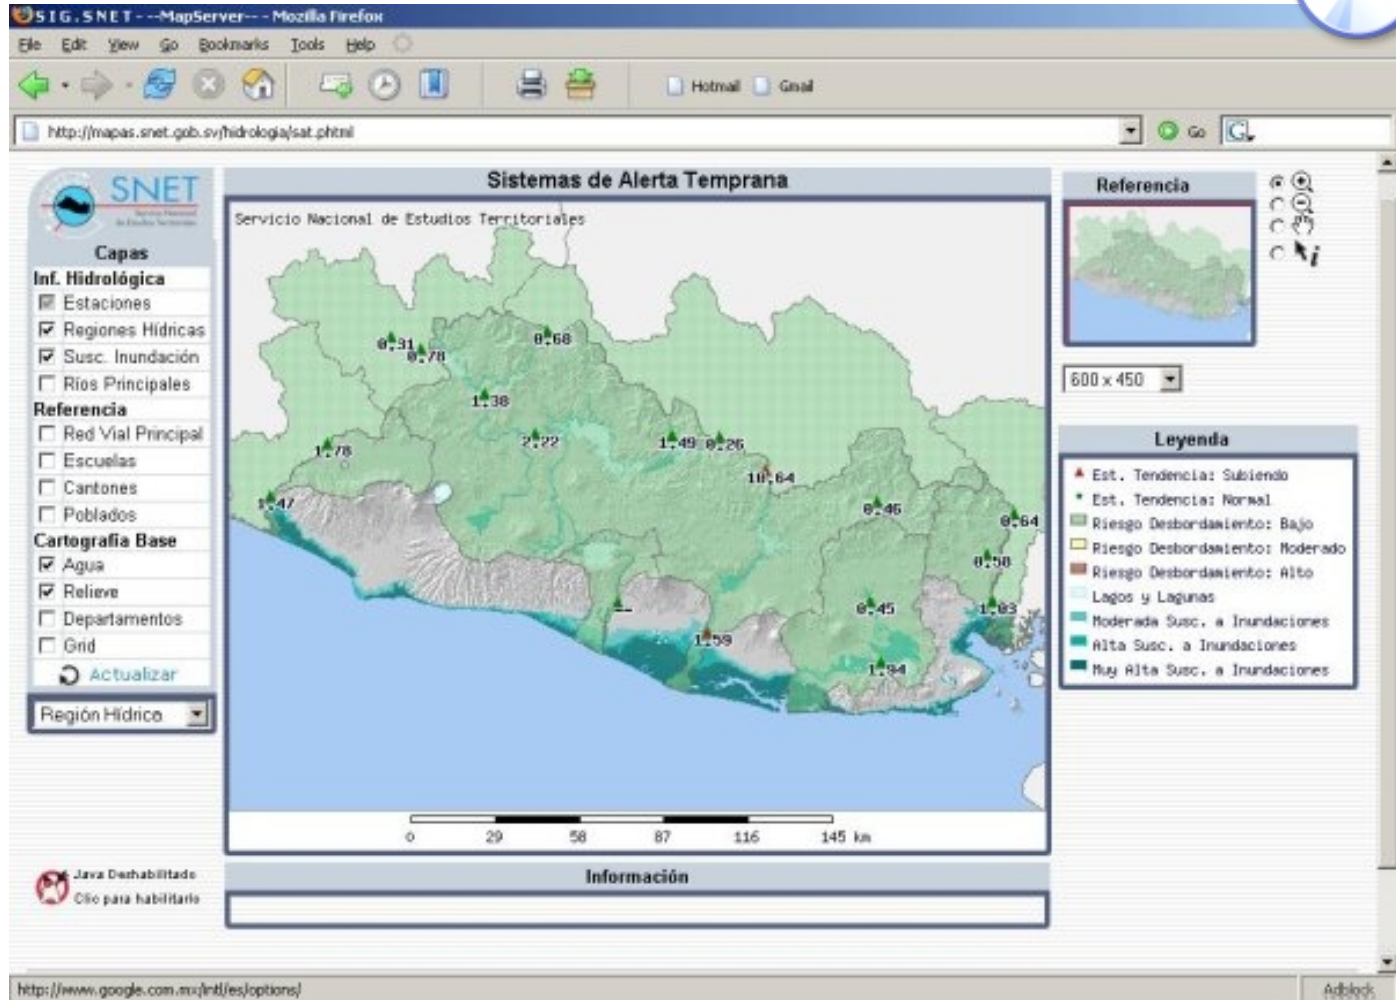 SIG.SNET - --MapServer--- - Mozilla Firefox
File Edit View Go Bookmarks Tools Help
Hotmail Gmail
http://mapas.snet.gob.sv/hidrologia/sat.phtml
Go
SNET
Capas
Inf. Hidrológica
Estaciones
Regiones Hídricas
Susc. Inundación
Ríos Principales
Referencia
Red Vial Principal
Escuelas
Cantones
Poblados
Cartografía Base
Agua
Relieve
Departamentos
Grid
Actualizar
Región Hídrica
Java Deshabilitado
Clic para habilitarlo
Sistemas de Alerta Temprana
Servicio Nacional de Estudios Territoriales
0.31
0.78
0.68
1.38
2.22
1.49
0.26
1.78
10.64
1.47
0.46
0.64
0.50
0.45
1.03
--
1.59
1.94
0 29 58 87 116 145 km
Información
Referencia
600 x 450
Leyenda
Est. Tendencia: Subiendo
Est. Tendencia: Normal
Riesgo Desbordamiento: Bajo
Riesgo Desbordamiento: Moderado
Riesgo Desbordamiento: Alto
Lagos y Lagunas
Moderada Susc. a Inundaciones
Alta Susc. a Inundaciones
Muy Alta Susc. a Inundaciones
http://www.google.com.mx/intl/es/options/
Adblock